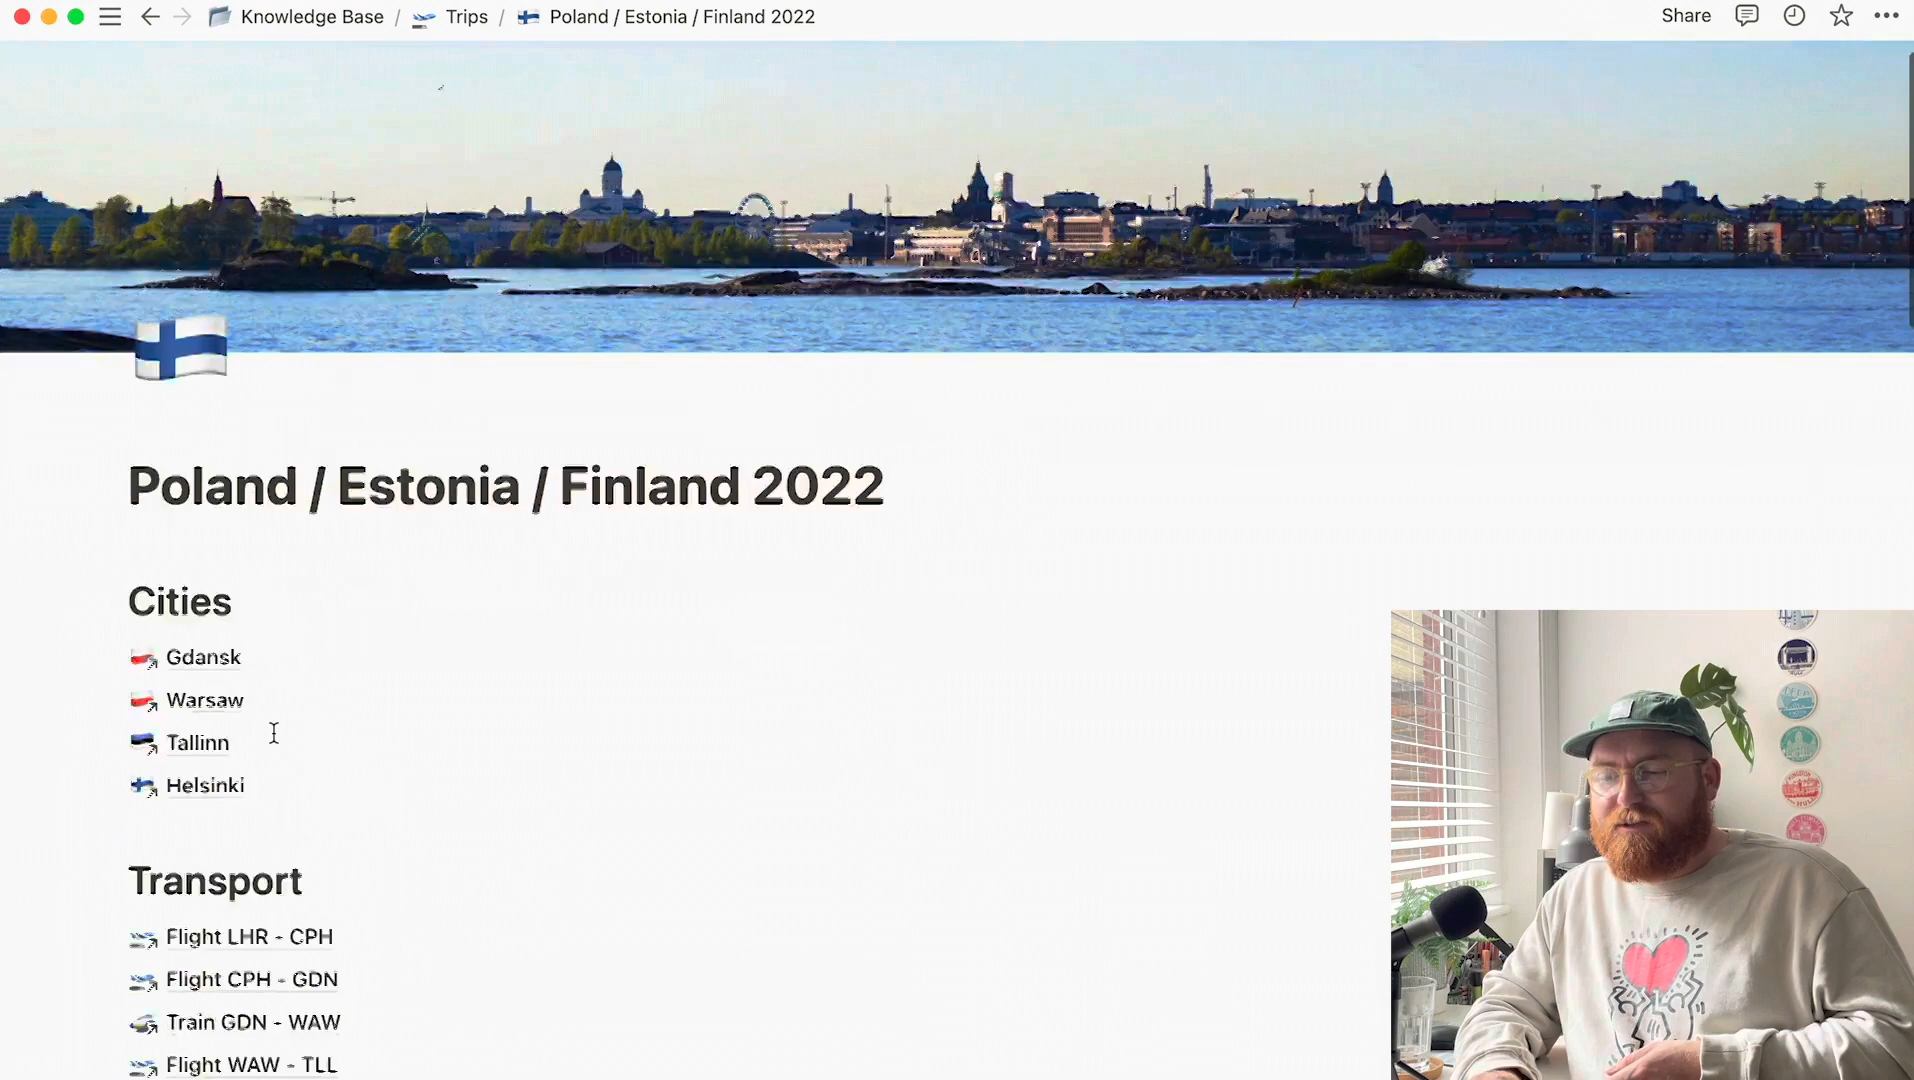 Knowledge Base / Trips / Poland / Estonia / Finland 2022
Share
Poland / Estonia / Finland 2022
Cities
Gdansk
Warsaw
Tallinn
Helsinki
Transport
Flight LHR - CPH
Flight CPH - GDN
Train GDN - WAW
Flight WAW - TLL